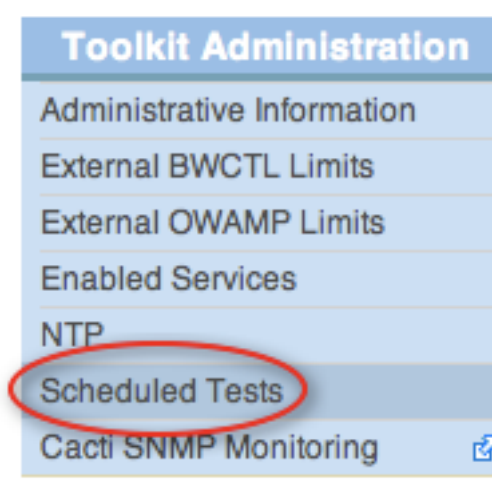 Toolkit Administration
Administrative Information
External BWCTL Limits
External OWAMP Limits
Enabled Services
NTP
Scheduled Tests
Cacti SNMP Monitoring